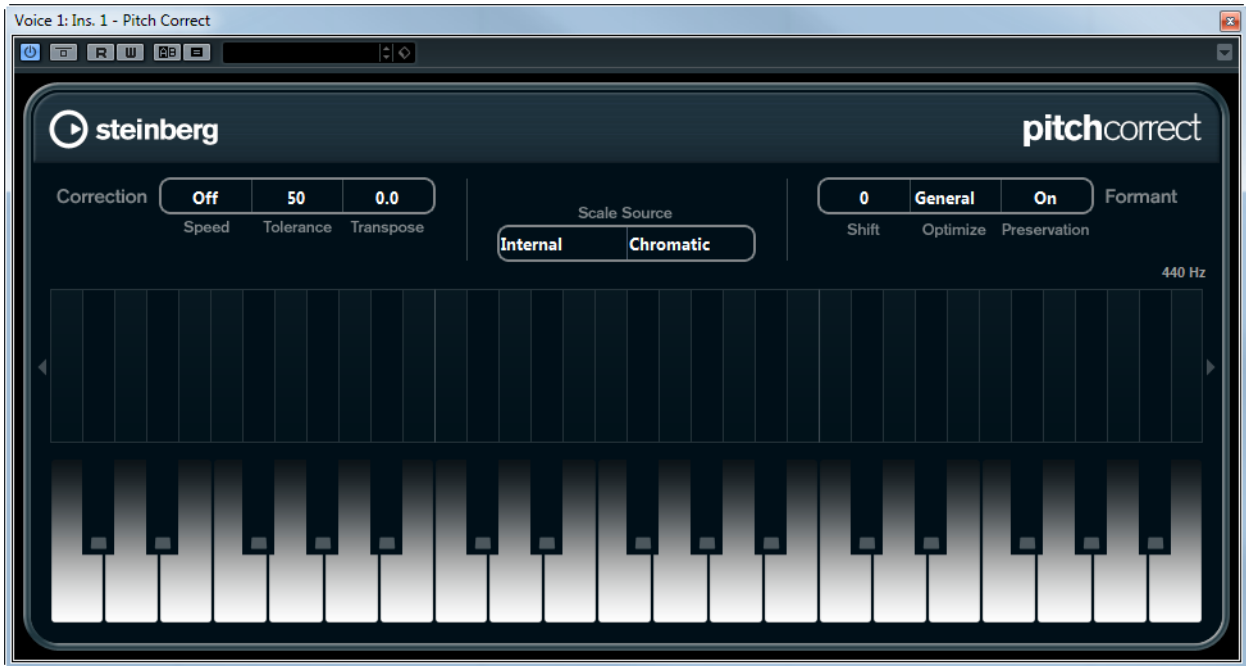 Voice 1: Ins. 1 - Pitch Correct
R W AB
steinberg
pitchcorrect
Correction Off 50 0.0
Speed Tolerance Transpose
Scale Source
Internal Chromatic
0 General On Formant
Shift Optimize Preservation
440 Hz